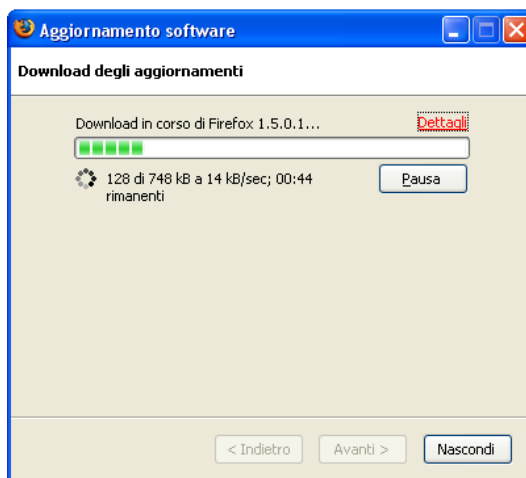 Aggiornamento software
Download degli aggiornamenti
Download in corso di Firefox 1.5.0.1...
Dettagli
128 di 748 kB a 14 kB/sec; 00:44
rimanenti
Pausa
< Indietro
Avanti >
Nascondi